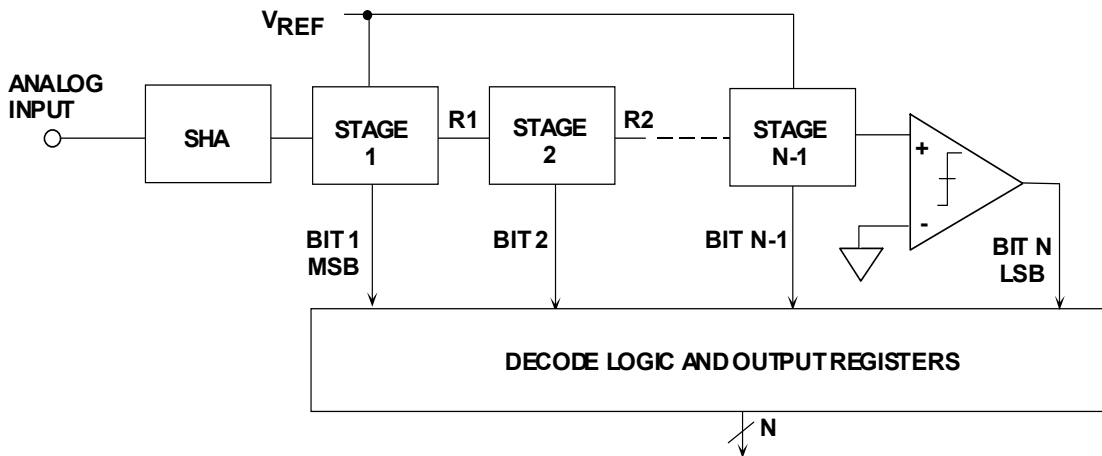 VREF
ANALOG
INPUT
SHA
STAGE
1
R1
STAGE
2
R2
STAGE
N-1
+
-
BIT 1
MSB
BIT 2
BIT N-1
BIT N
LSB
DECODE LOGIC AND OUTPUT REGISTERS
N